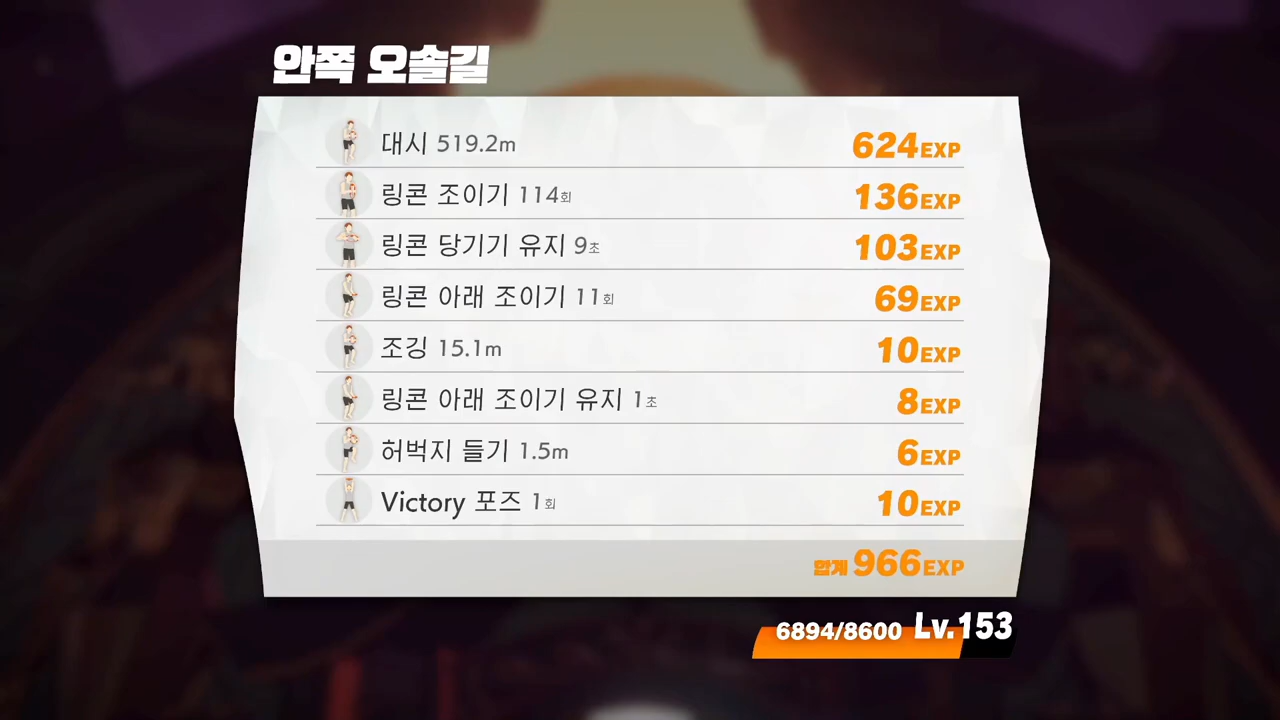 안쪽 오솔길
대시 519.2m 624EXP
링콘 조이기 114회 136EXP
링콘 당기기 유지 9초 103EXP
링콘 아래 조이기 11회 69EXP
조깅 15.1m 10EXP
링콘 아래 조이기 유지 1초 8EXP
허벅지 들기 1.5m 6EXP
Victory 포즈 1회 10EXP
합계 966EXP
6894/8600 Lv.153